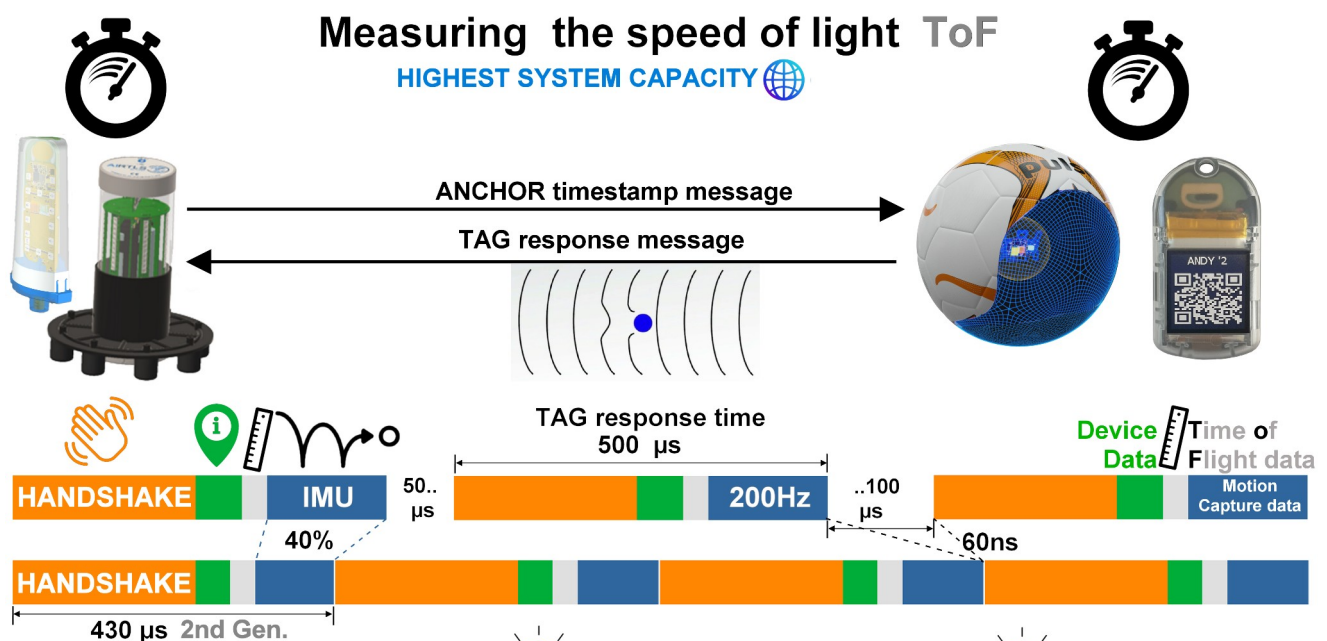 Measuring the speed of light ToF
HIGHEST SYSTEM CAPACITY
ANCHOR timestamp message
TAG response message
ANDY '2
TAG response time
500 µs
Device
Data
Time of
Flight data
HANDSHAKE
IMU
50..
µs
200Hz
..100
µs
Motion
Capture data
40%
60ns
HANDSHAKE
430 µs 2nd Gen.